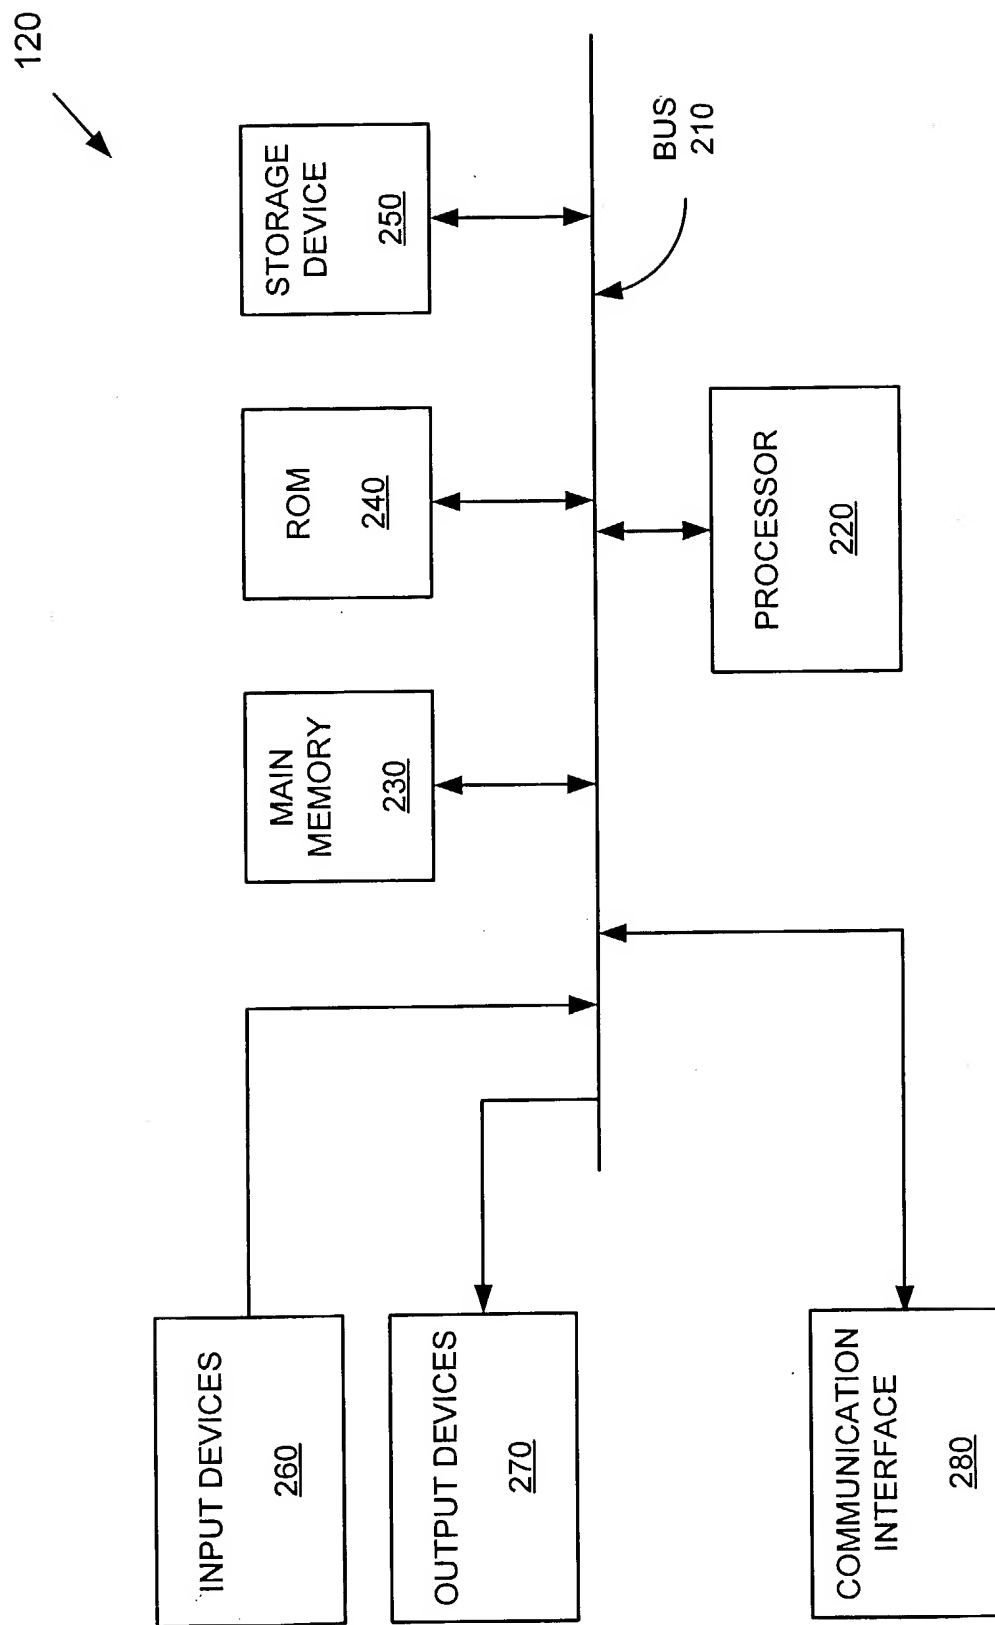 120
INPUT DEVICES
260
MAIN
MEMORY
230
ROM
240
STORAGE
DEVICE
250
OUTPUT DEVICES
270
BUS
210
PROCESSOR
220
COMMUNICATION
INTERFACE
280